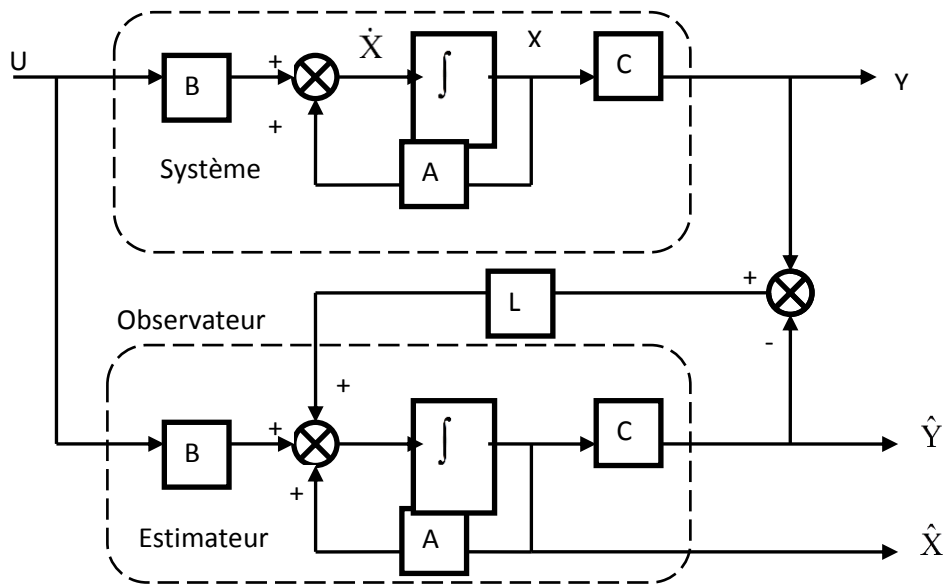 U
B
+
+
Ẋ
∫
X
C
Y
A
Système
L
+
-
Observateur
+
B
+
+
∫
C
Ŷ
A
Estimateur
X̂